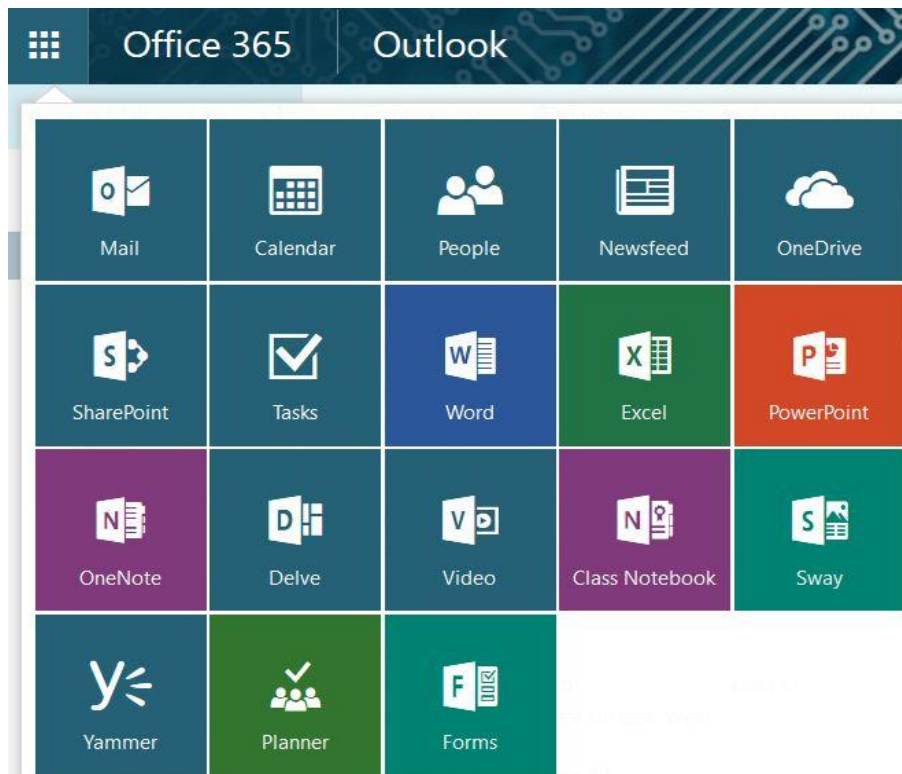 Office 365 Outlook
Mail Calendar People Newsfeed OneDrive
SharePoint Tasks Word Excel PowerPoint
OneNote Delve Video Class Notebook Sway
Yammer Planner Forms